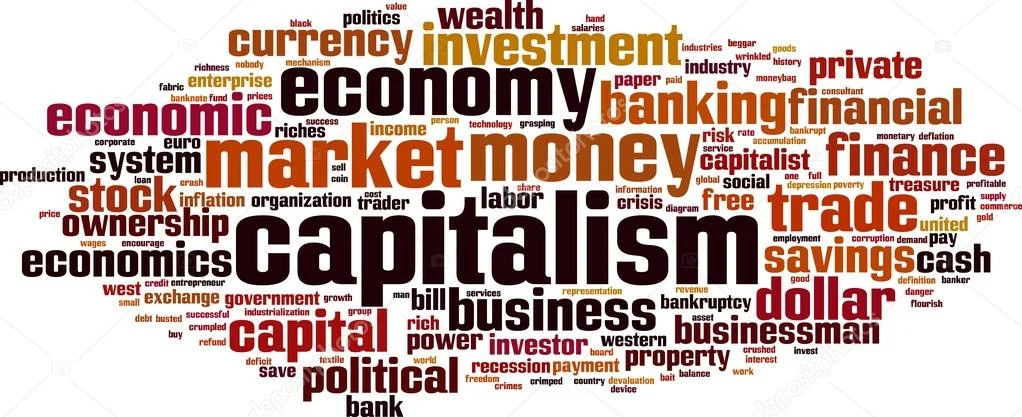 value
wealth
politics
hand
salaries
black
currency
investment
industries
beggar
goods
wrinkled
history
nobody
mechanism
richness
enterprise
economy
industry
private
paper
paid
moneybag
fabric
banknote
fund
prices
banking
financial
consultant
economic
success
riches
income
person
technology
grasping
risk
rate
bankrupt
monetary
deflation
accumulation
service
corporate
euro
system
market
money
capitalist
finance
sell
coin
production
loan
crash
global
social
one
full
depression
poverty
treasure
profitable
stock
inflation
organization
cost
trader
labor
share
information
crisis
diagram
free
trade
profit
supply
commerce
gold
price
ownership
capitalism
united
wages
encourage
employment
corruption
demand
pay
economics
savings
cash
credit
entrepreneur
good
definition
banker
west
small
exchange
government
growth
man
bill
services
representation
revenue
bankruptcy
dollar
danger
flourish
debt
busted
successful
industrialization
group
business
asset
businessman
buy
crumpled
refund
capital
rich
power
investor
western
board
property
crushed
interest
invest
deficit
textile
world
recession
payment
save
political
freedom
crimes
crimped
country
devaluation
device
bait
balance
work
bank
depositphotos